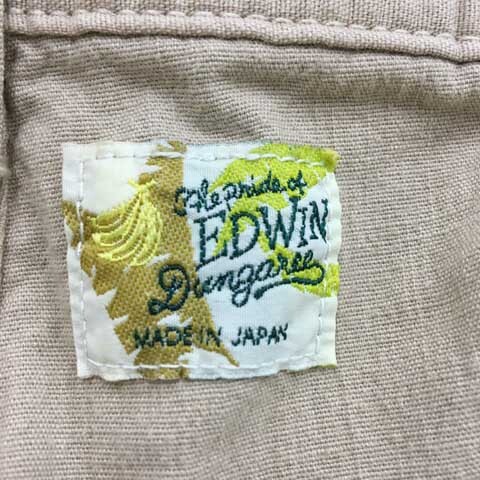 The pride of
EDWIN
Dungaree
MADE IN JAPAN